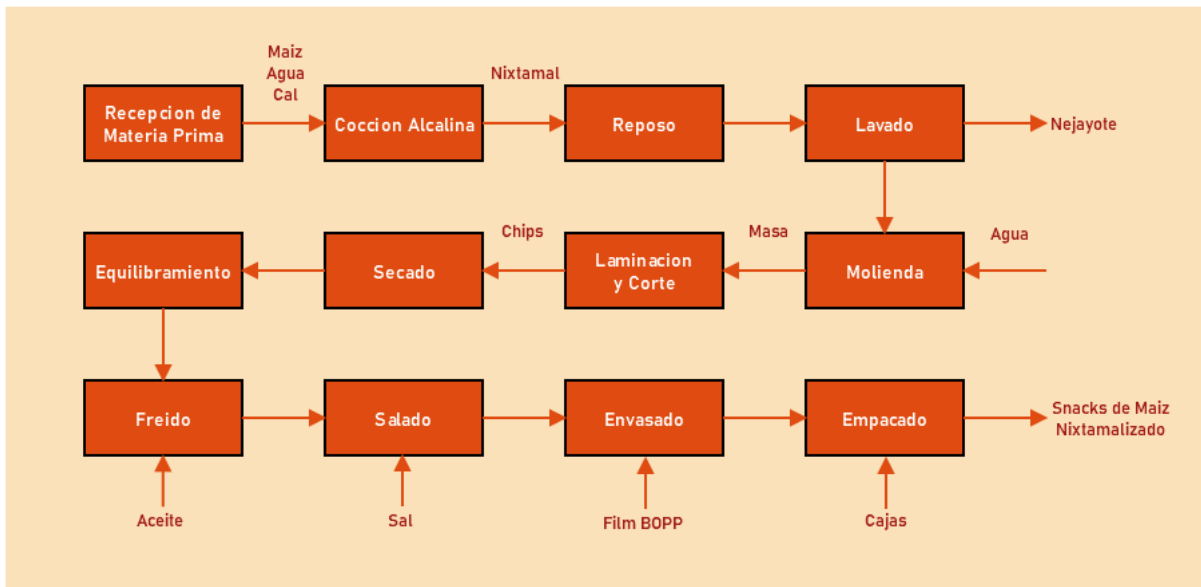 Maiz
Agua
Cal
Nixtamal
Recepcion de
Materia Prima
Coccion Alcalina
Reposo
Lavado
Nejayote
Chips
Masa
Agua
Equilibramiento
Secado
Laminacion
y Corte
Molienda
Freido
Salado
Envasado
Empacado
Snacks de Maiz
Nixtamalizado
Aceite
Sal
Film BOPP
Cajas